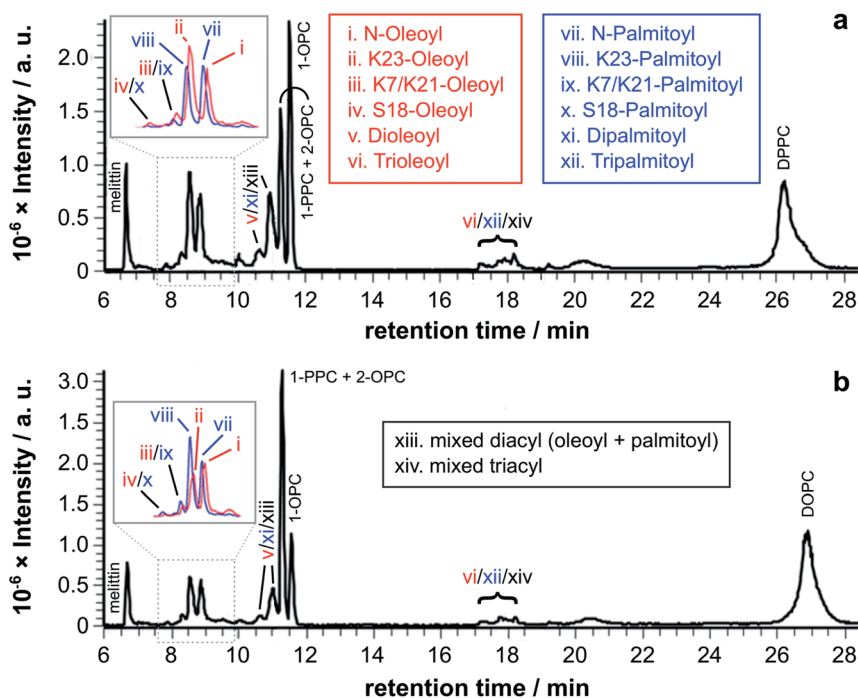 a
10⁻⁶ × Intensity / a. u.
2.0
1.5
1.0
0.5
0
viii
ii
vii
i
iii/ix
iv/x
melittin
v/xi/xiii
1-PPC + 2-OPC
1-OPC
i. N-Oleoyl
ii. K23-Oleoyl
iii. K7/K21-Oleoyl
iv. S18-Oleoyl
v. Dioleoyl
vi. Trioleoyl
vii. N-Palmitoyl
viii. K23-Palmitoyl
ix. K7/K21-Palmitoyl
x. S18-Palmitoyl
xi. Dipalmitoyl
xii. Tripalmitoyl
vi/xii/xiv
DPPC
6 8 10 12 14 16 18 20 22 24 26 28
retention time / min
b
10⁻⁶ × Intensity / a. u.
3.0
2.0
1.5
1.0
0.5
0
viii
ii
vii
i
iii/ix
iv/x
melittin
v/xi/xiii
1-PPC + 2-OPC
1-OPC
xiii. mixed diacyl (oleoyl + palmitoyl)
xiv. mixed triacyl
vi/xii/xiv
DOPC
6 8 10 12 14 16 18 20 22 24 26 28
retention time / min